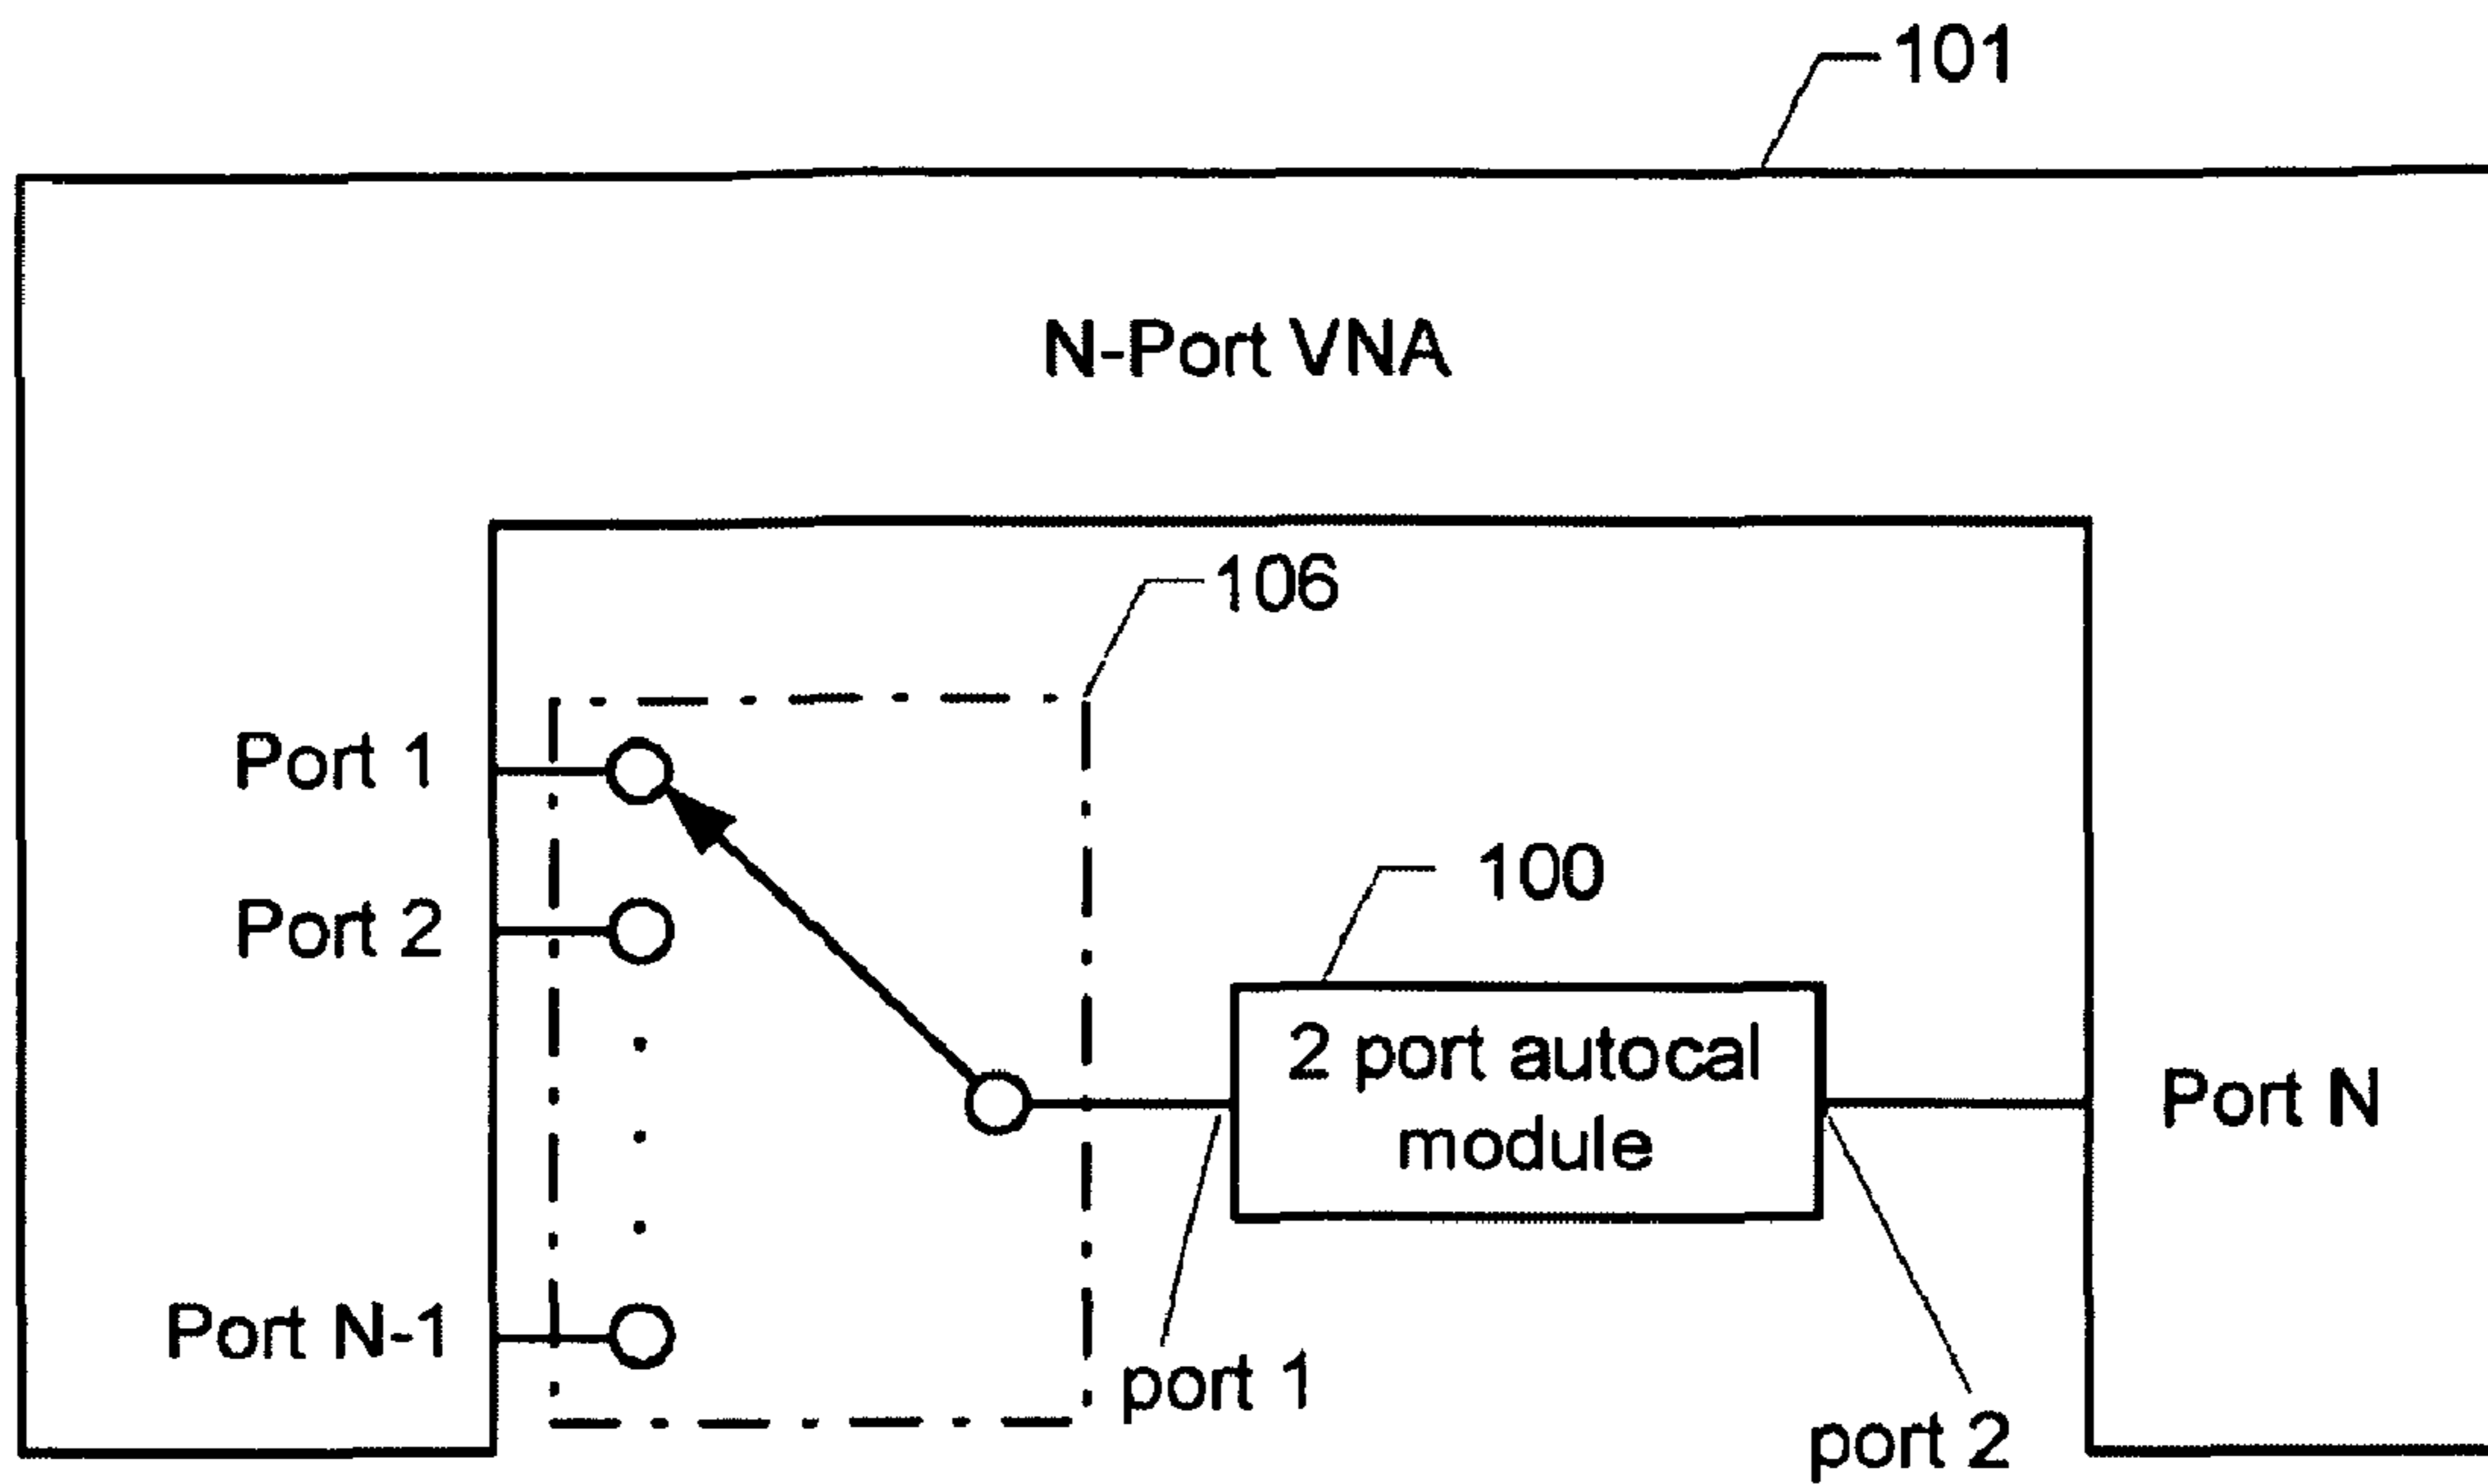 101
N-Port VNA
106
Port 1
100
Port 2
2 port autocal
module
Port N
Port N-1
port 1
port 2